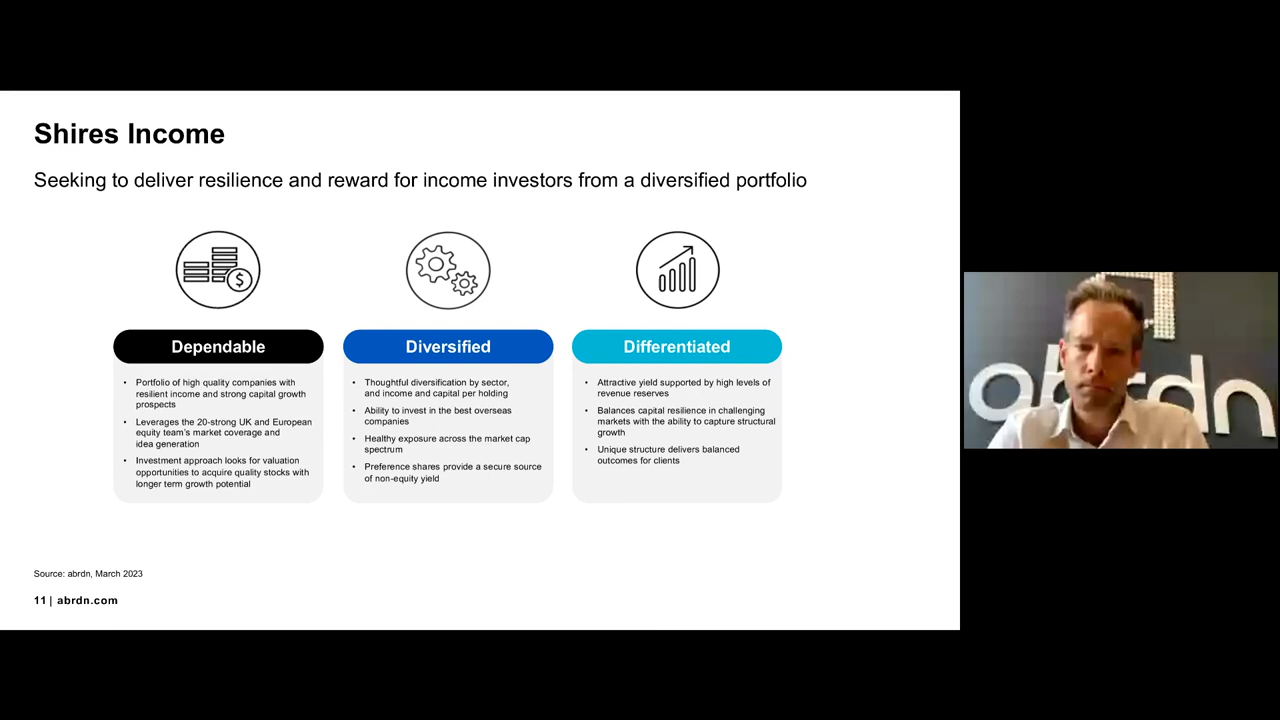 Shires Income
Seeking to deliver resilience and reward for income investors from a diversified portfolio
$
Dependable
• Portfolio of high quality companies with
resilient income and strong capital growth
prospects
• Leverages the 20-strong UK and European
equity team's market coverage and
idea generation
• Investment approach looks for valuation
opportunities to acquire quality stocks with
longer term growth potential
Diversified
• Thoughtful diversification by sector,
and income and capital per holding
• Ability to invest in the best overseas
companies
• Healthy exposure across the market cap
spectrum
• Preference shares provide a secure source
of non-equity yield
Differentiated
• Attractive yield supported by high levels of
revenue reserves
• Balances capital resilience in challenging
markets with the ability to capture structural
growth
• Unique structure delivers balanced
outcomes for clients
Source: abrdn, March 2023
11 | abrdn.com
abrdn